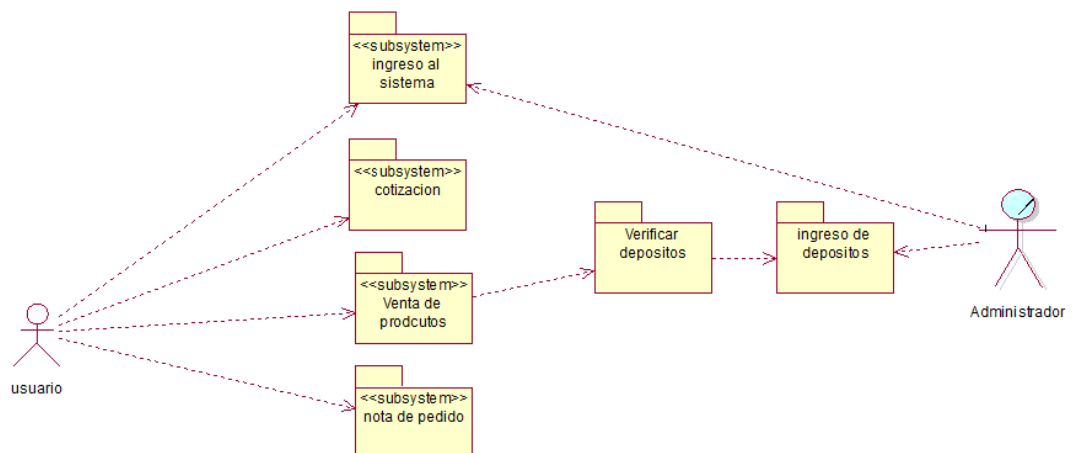 <<subsystem>>
ingreso al
sistema
<<subsystem>>
cotizacion
Verificar
depositos
ingreso de
depositos
<<subsystem>>
Venta de
prodcutos
Administrador
usuario
<<subsystem>>
nota de pedido